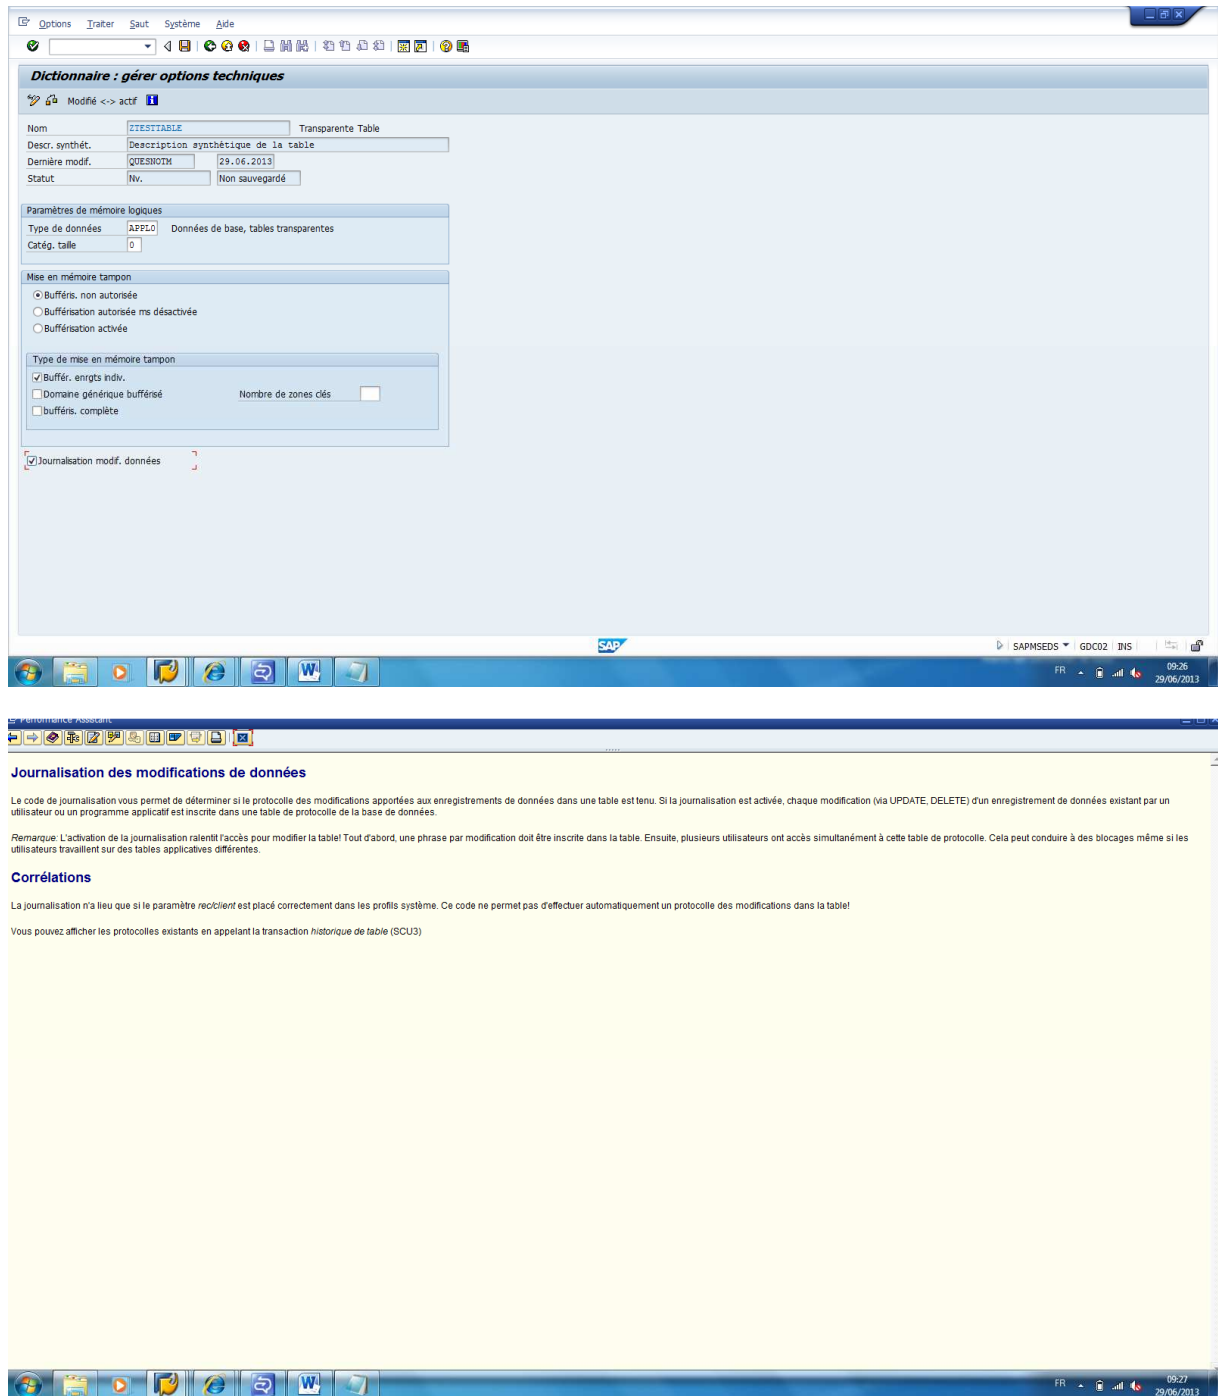 Options Traiter Saut Système Aide
Dictionnaire : gérer options techniques
Modifié <-> actif
Nom ZTESTTABLE Transparente Table
Descr. synthét. Description synthétique de la table
Dernière modif. QUESNOTM 29.06.2013
Statut Nv. Non sauvegardé
Paramètres de mémoire logiques
Type de données APPL0 Données de base, tables transparentes
Catég. taille 0
Mise en mémoire tampon
Bufféris. non autorisée
Bufférisation autorisée ms désactivée
Bufférisation activée
Type de mise en mémoire tampon
Buffér. enrgts indiv.
Domaine générique bufférisé Nombre de zones clés
bufféris. complète
Journalisation modif. données
SAP
SAPMSEDS GDC02 INS
FR 09:26
29/06/2013
Performance Assistant
Journalisation des modifications de données
Le code de journalisation vous permet de déterminer si le protocolle des modifications apportées aux enregistrements de données dans une table est tenu. Si la journalisation est activée, chaque modification (via UPDATE, DELETE) d'un enregistrement de données existant par un
utilisateur ou un programme applicatif est inscrite dans une table de protocolle de la base de données.
Remarque: L'activation de la journalisation ralentit l'accès pour modifier la table! Tout d'abord, une phrase par modification doit être inscrite dans la table. Ensuite, plusieurs utilisateurs ont accès simultanément à cette table de protocolle. Cela peut conduire à des blocages même si les
utilisateurs travaillent sur des tables applicatives différentes.
Corrélations
La journalisation n'a lieu que si le paramètre rec/client est placé correctement dans les profils système. Ce code ne permet pas d'effectuer automatiquement un protocolle des modifications dans la table!
Vous pouvez afficher les protocolles existants en appelant la transaction historique de table (SCU3)
FR 09:27
29/06/2013